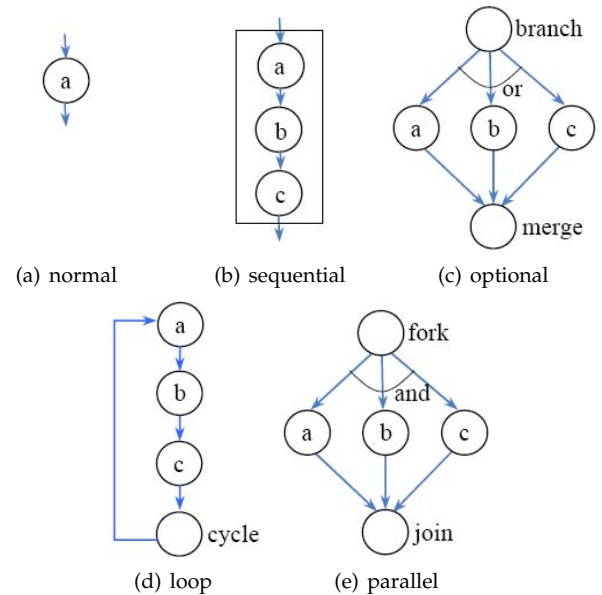 a
(a) normal
a
b
c
(b) sequential
branch
or
a b c
merge
(c) optional
a
b
c
cycle
(d) loop
fork
and
a b c
join
(e) parallel